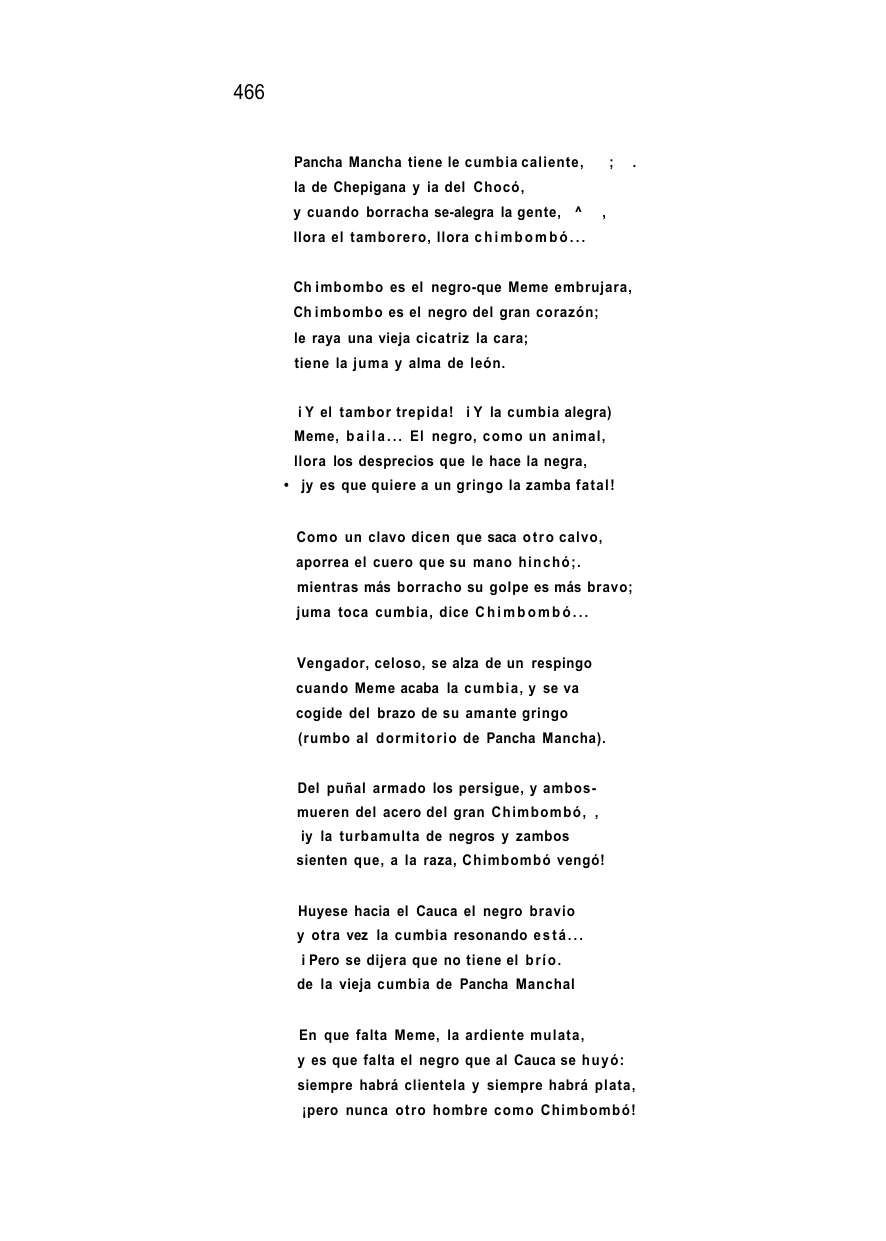 466
Pancha Mancha tiene le cumbia caliente, ; .
la de Chepigana y ia del Chocó,
y cuando borracha se-alegra la gente, ^ ,
llora el tamborero, llora chimbombó...
Chimbombo es el negro-que Meme embrujara,
Chimbombo es el negro del gran corazón;
le raya una vieja cicatriz la cara;
tiene la juma y alma de león.
iY el tambor trepida! iY la cumbia alegra)
Meme, baila... El negro, como un animal,
llora los desprecios que le hace la negra,
• jy es que quiere a un gringo la zamba fatal!
Como un clavo dicen que saca otro calvo,
aporrea el cuero que su mano hinchó;.
mientras más borracho su golpe es más bravo;
juma toca cumbia, dice Chimbombó...
Vengador, celoso, se alza de un respingo
cuando Meme acaba la cumbia, y se va
cogide del brazo de su amante gringo
(rumbo al dormitorio de Pancha Mancha).
Del puñal armado los persigue, y ambos-
mueren del acero del gran Chimbombó, ,
iy la turbamulta de negros y zambos
sienten que, a la raza, Chimbombó vengó!
Huyese hacia el Cauca el negro bravio
y otra vez la cumbia resonando está...
i Pero se dijera que no tiene el brío.
de la vieja cumbia de Pancha Manchal
En que falta Meme, la ardiente mulata,
y es que falta el negro que al Cauca se huyó:
siempre habrá clientela y siempre habrá plata,
¡pero nunca otro hombre como Chimbombó!